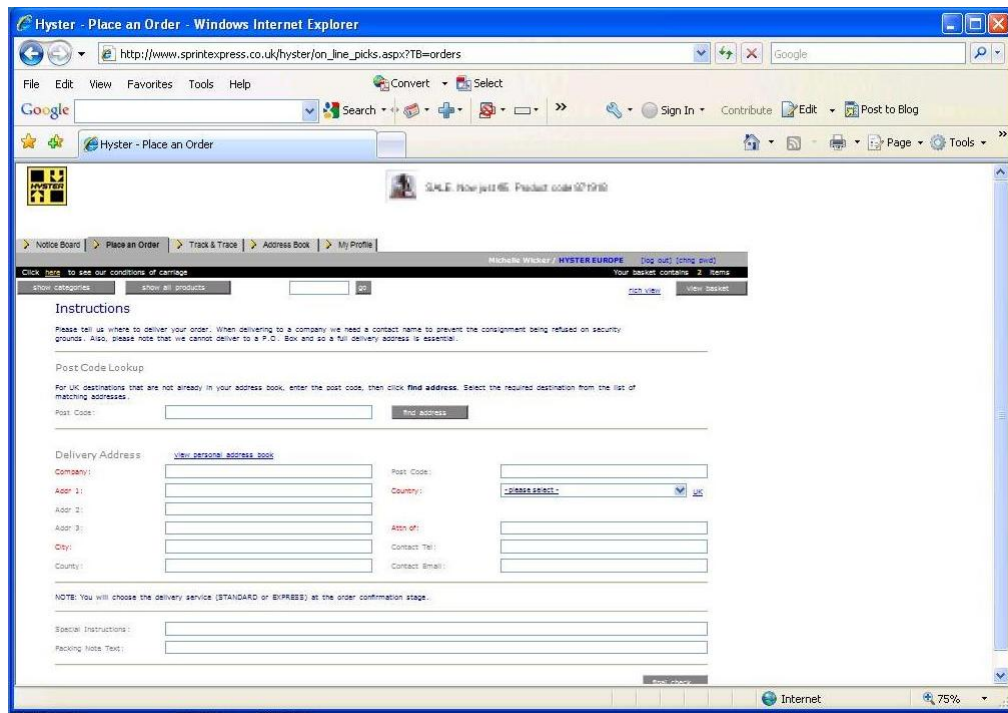 Hyster - Place an Order - Windows Internet Explorer
http://www.sprintexpress.co.uk/hyster/on_line_picks.aspx?TB=orders
Google
File Edit View Favorites Tools Help
Convert Select
Google Search Sign In Contribute Edit Post to Blog
Hyster - Place an Order
Page Tools
HYSTER
SALE. Now just €6. Product code 971918
Notice Board Place an Order Track & Trace Address Book My Profile
Michelle Wicker / HYSTER EUROPE [log out] [chng pwd]
Click here to see our conditions of carriage Your basket contains 2 items
show categories show all products go rich view view basket
Instructions
Please tell us where to deliver your order. When delivering to a company we need a contact name to prevent the consignment being refused on security
grounds. Also, please note that we cannot deliver to a P.O. Box and so a full delivery address is essential.
Post Code Lookup
For UK destinations that are not already in your address book, enter the post code, then click find address. Select the required destination from the list of
matching addresses.
Post Code: find address
Delivery Address view personal address book
Company: Post Code:
Addr 1: Country: - please select - UK
Addr 2:
Addr 3: Attn of:
City: Contact Tel:
County: Contact Email:
NOTE: You will choose the delivery service (STANDARD or EXPRESS) at the order confirmation stage.
Special Instructions:
Packing Note Text:
final check
Internet 75%